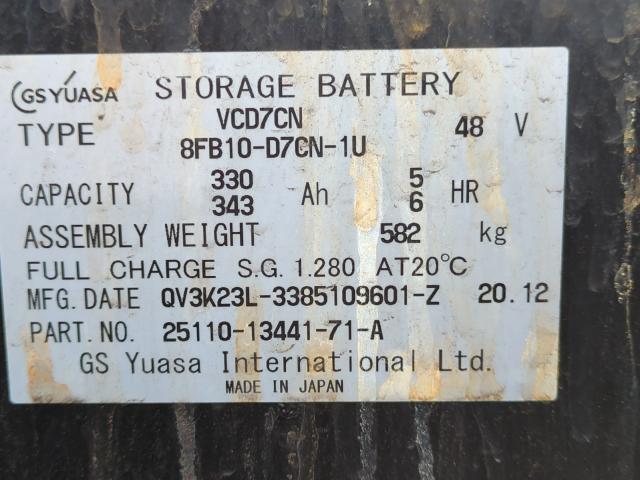 GS YUASA STORAGE BATTERY
TYPE VCD7CN 48 V
8FB10-D7CN-1U
CAPACITY 330 Ah 5 HR
343 6
ASSEMBLY WEIGHT 582 kg
FULL CHARGE S.G. 1.280 AT20℃
MFG. DATE QV3K23L-3385109601-Z 20.12
PART. NO. 25110-13441-71-A
GS Yuasa International Ltd.
MADE IN JAPAN